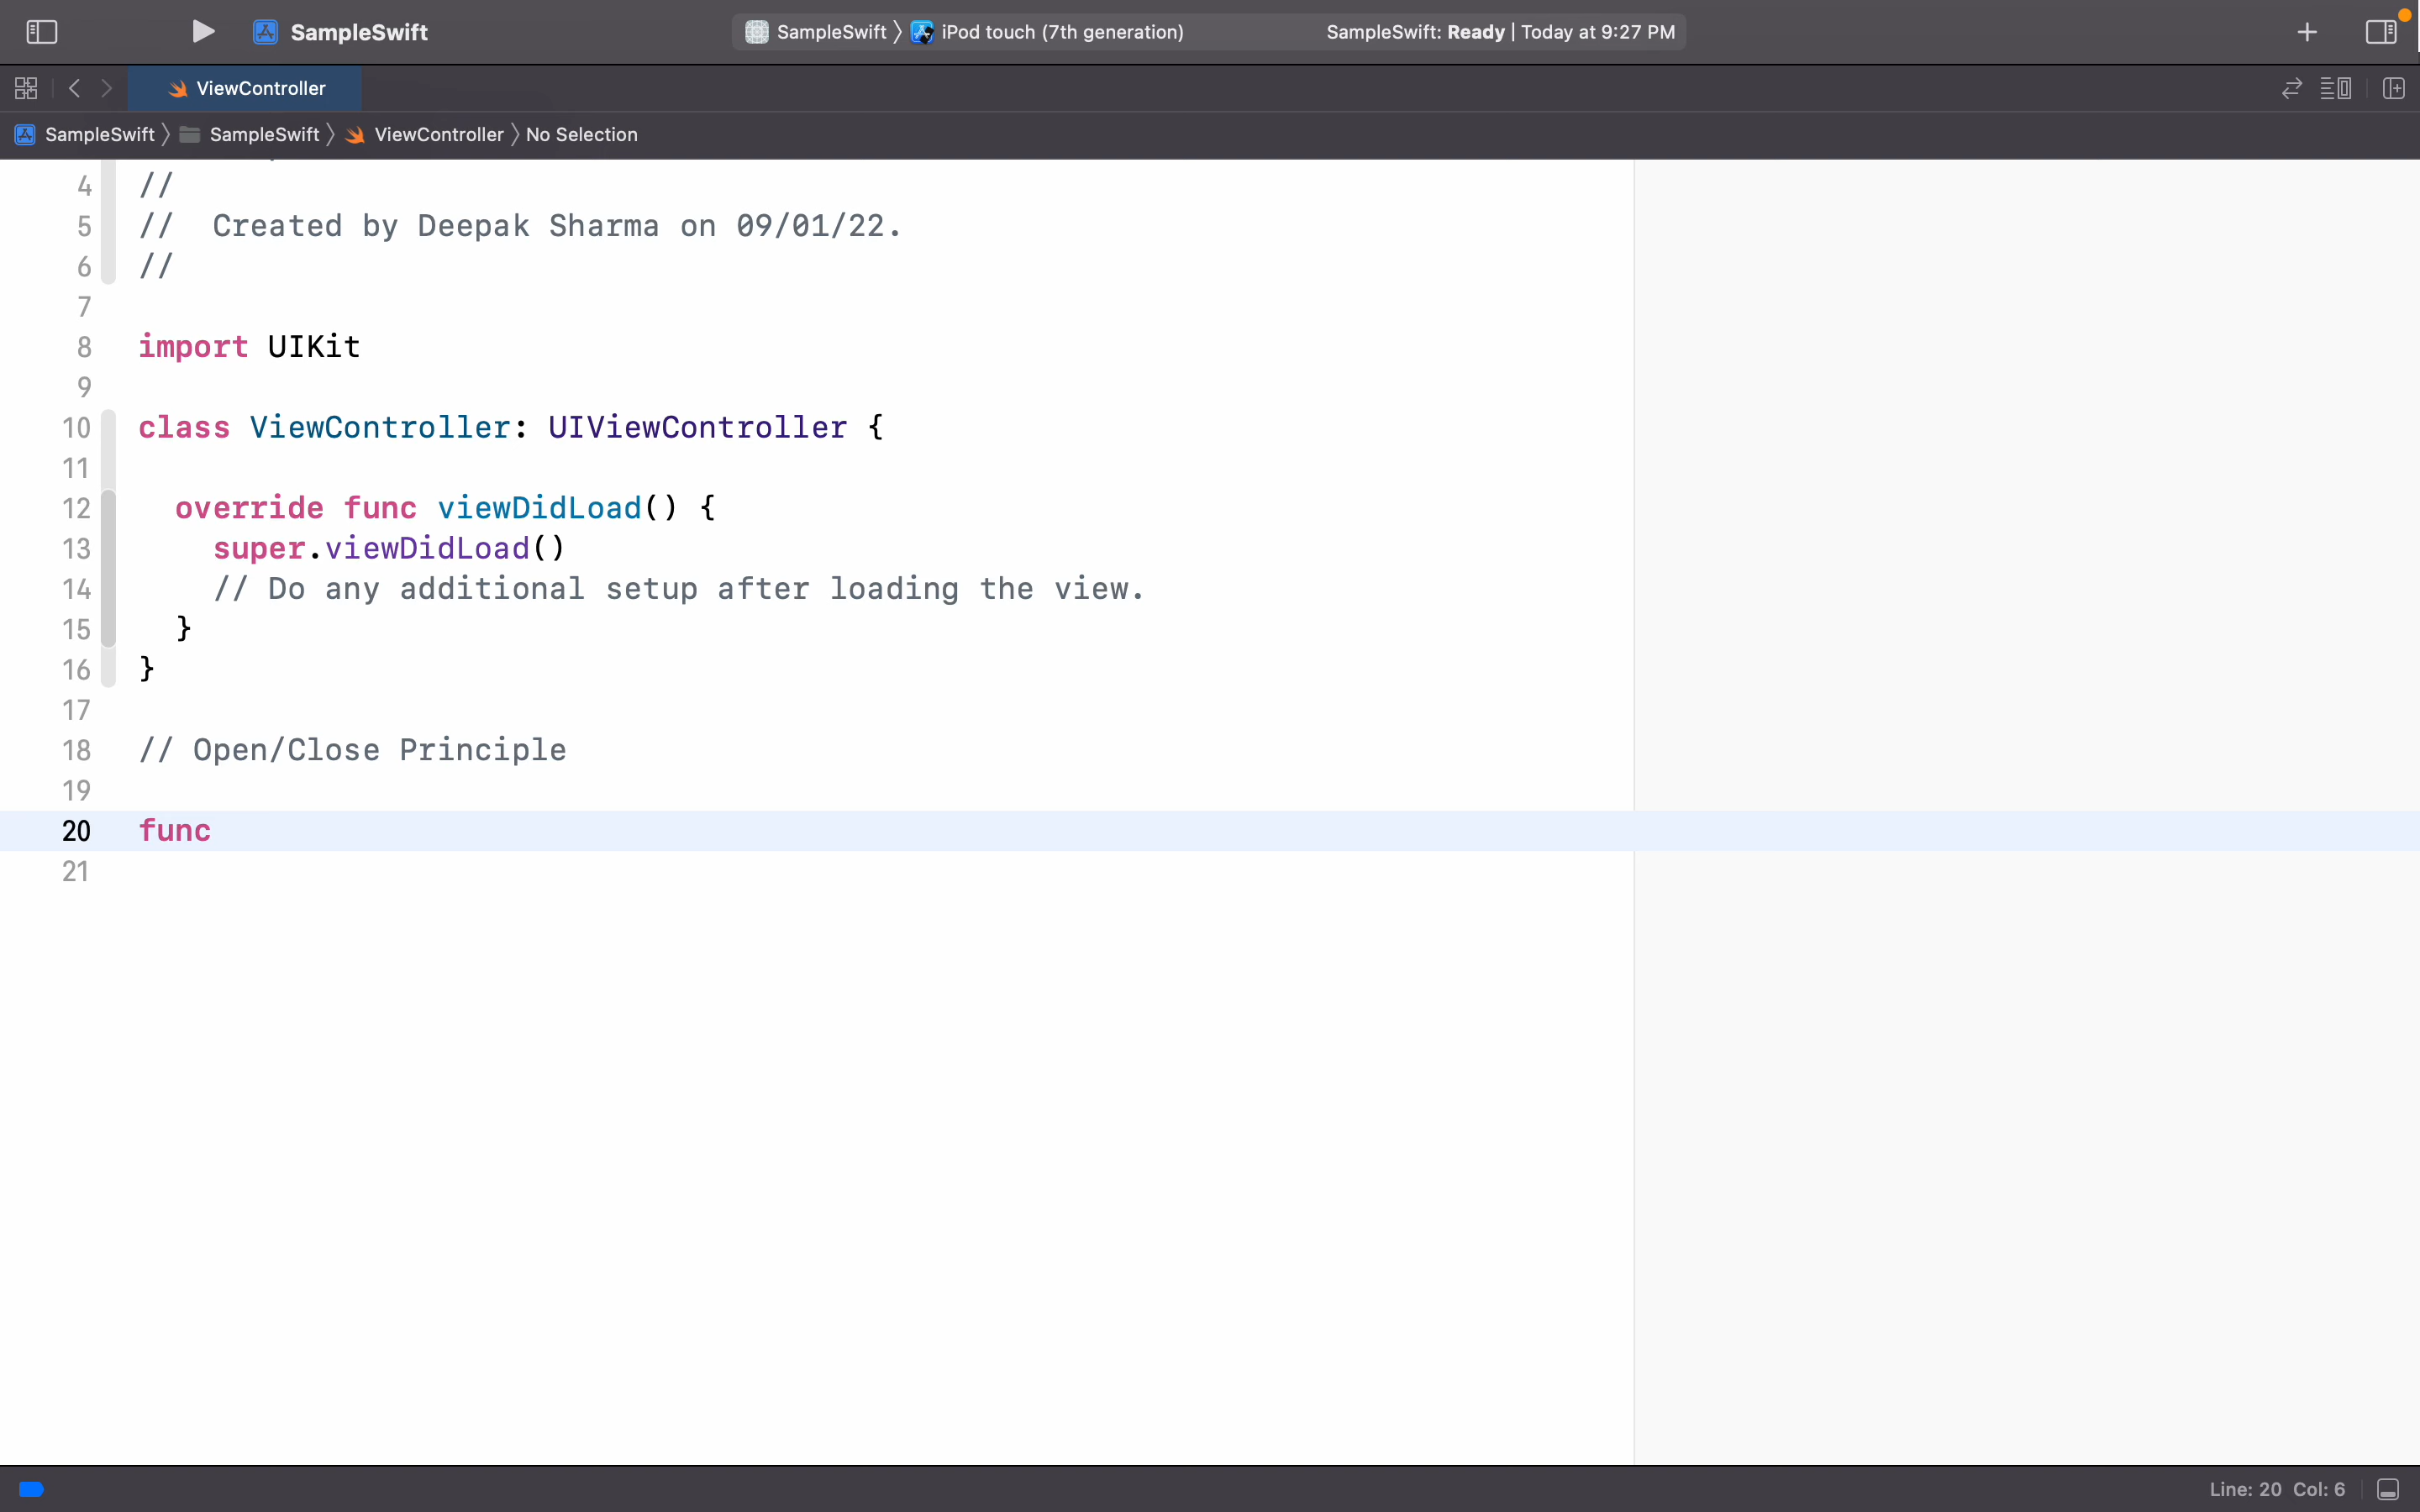 SampleSwift
SampleSwift 〉 iPod touch (7th generation)
SampleSwift: Ready | Today at 9:27 PM
ViewController
SampleSwift 〉 SampleSwift 〉 ViewController 〉 No Selection
4 //
5 //  Created by Deepak Sharma on 09/01/22.
6 //
7
8 import UIKit
9
10 class ViewController: UIViewController {
11
12   override func viewDidLoad() {
13     super.viewDidLoad()
14     // Do any additional setup after loading the view.
15   }
16 }
17
18 // Open/Close Principle
19
20 func
21
Line: 20 Col: 6